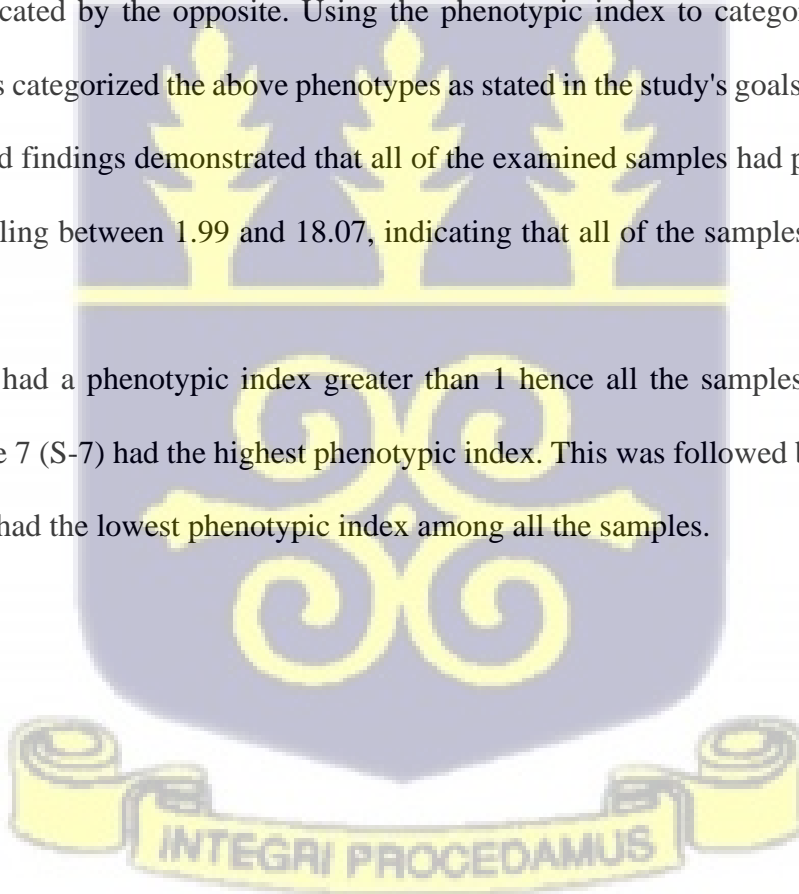 cated by the opposite. Using the phenotypic index to catego
s categorized the above phenotypes as stated in the study's goals
d findings demonstrated that all of the examined samples had p
ling between 1.99 and 18.07, indicating that all of the samples
had a phenotypic index greater than 1 hence all the samples
e 7 (S-7) had the highest phenotypic index. This was followed b
had the lowest phenotypic index among all the samples.
INTEGRI PROCEDAMUS